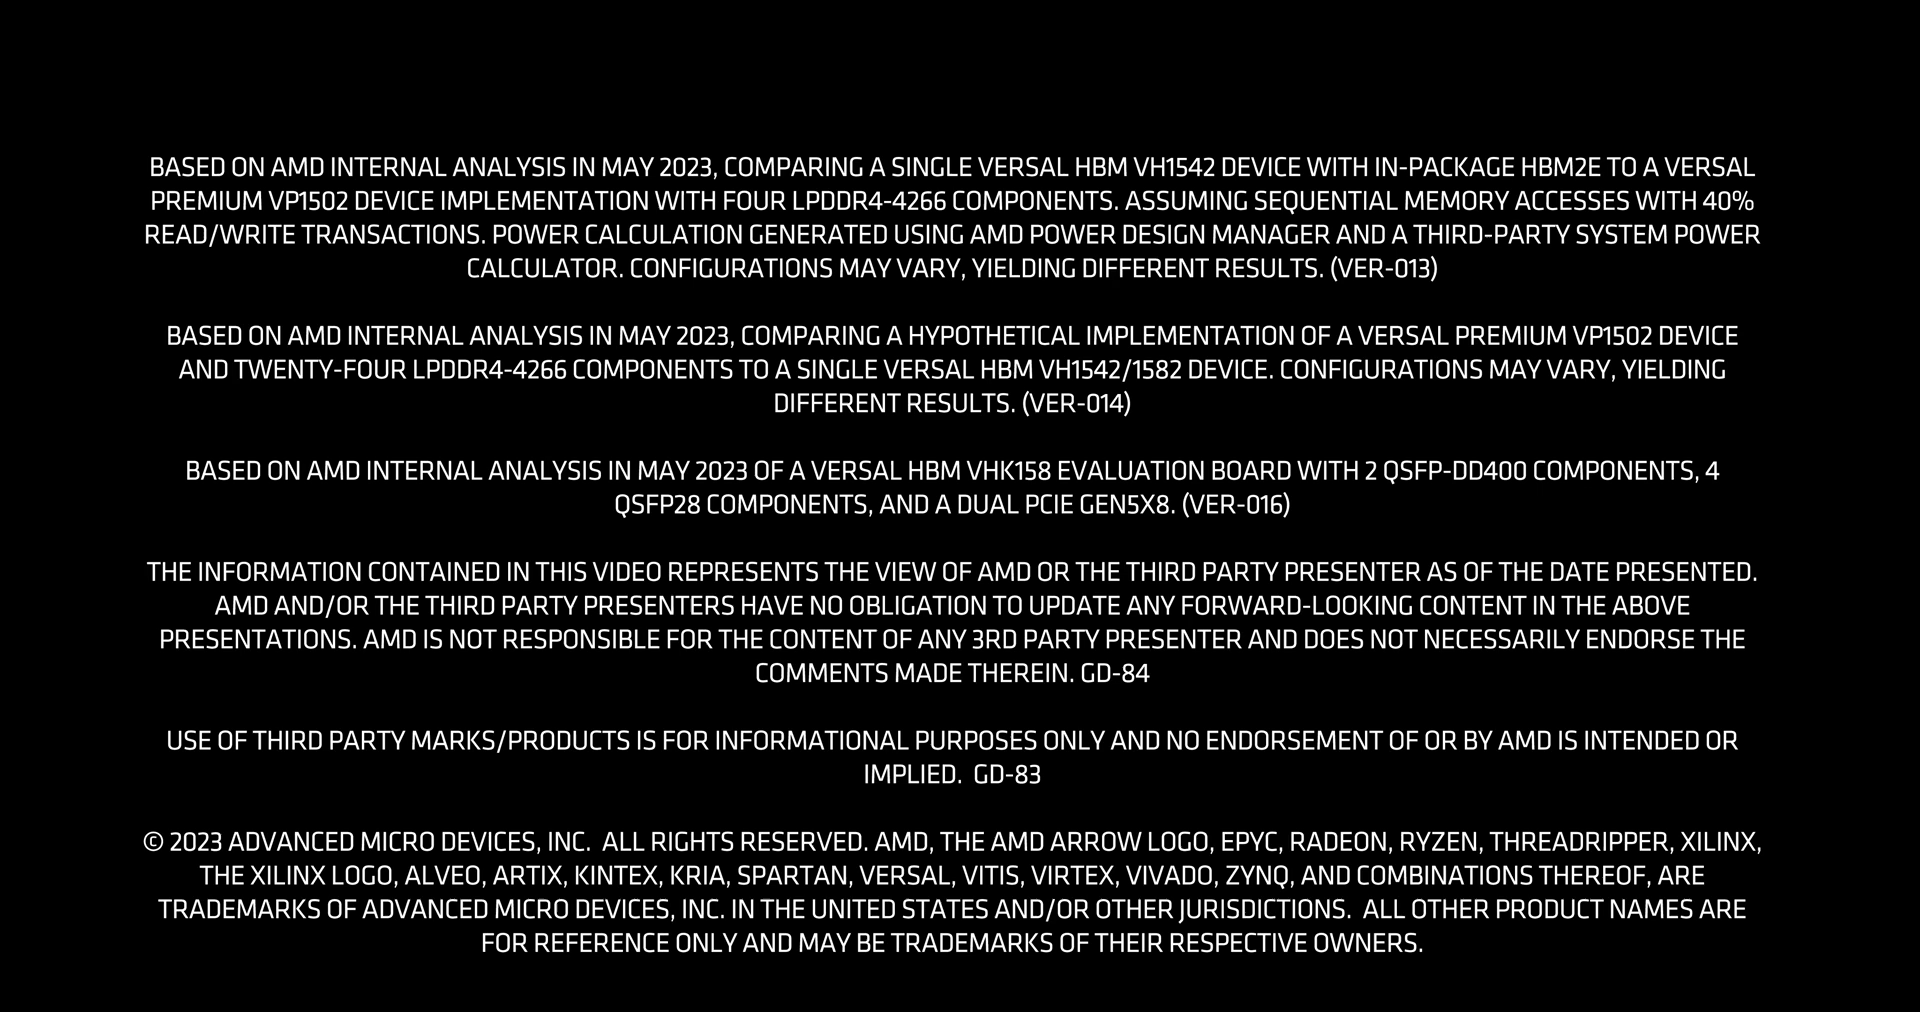 BASED ON AMD INTERNAL ANALYSIS IN MAY 2023, COMPARING A SINGLE VERSAL HBM VH1542 DEVICE WITH IN-PACKAGE HBM2E TO A VERSAL
PREMIUM VP1502 DEVICE IMPLEMENTATION WITH FOUR LPDDR4-4266 COMPONENTS. ASSUMING SEQUENTIAL MEMORY ACCESSES WITH 40%
READ/WRITE TRANSACTIONS. POWER CALCULATION GENERATED USING AMD POWER DESIGN MANAGER AND A THIRD-PARTY SYSTEM POWER
CALCULATOR. CONFIGURATIONS MAY VARY, YIELDING DIFFERENT RESULTS. (VER-013)
BASED ON AMD INTERNAL ANALYSIS IN MAY 2023, COMPARING A HYPOTHETICAL IMPLEMENTATION OF A VERSAL PREMIUM VP1502 DEVICE
AND TWENTY-FOUR LPDDR4-4266 COMPONENTS TO A SINGLE VERSAL HBM VH1542/1582 DEVICE. CONFIGURATIONS MAY VARY, YIELDING
DIFFERENT RESULTS. (VER-014)
BASED ON AMD INTERNAL ANALYSIS IN MAY 2023 OF A VERSAL HBM VHK158 EVALUATION BOARD WITH 2 QSFP-DD400 COMPONENTS, 4
QSFP28 COMPONENTS, AND A DUAL PCIE GEN5X8. (VER-016)
THE INFORMATION CONTAINED IN THIS VIDEO REPRESENTS THE VIEW OF AMD OR THE THIRD PARTY PRESENTER AS OF THE DATE PRESENTED.
AMD AND/OR THE THIRD PARTY PRESENTERS HAVE NO OBLIGATION TO UPDATE ANY FORWARD-LOOKING CONTENT IN THE ABOVE
PRESENTATIONS. AMD IS NOT RESPONSIBLE FOR THE CONTENT OF ANY 3RD PARTY PRESENTER AND DOES NOT NECESSARILY ENDORSE THE
COMMENTS MADE THEREIN. GD-84
USE OF THIRD PARTY MARKS/PRODUCTS IS FOR INFORMATIONAL PURPOSES ONLY AND NO ENDORSEMENT OF OR BY AMD IS INTENDED OR
IMPLIED.  GD-83
© 2023 ADVANCED MICRO DEVICES, INC.  ALL RIGHTS RESERVED. AMD, THE AMD ARROW LOGO, EPYC, RADEON, RYZEN, THREADRIPPER, XILINX,
THE XILINX LOGO, ALVEO, ARTIX, KINTEX, KRIA, SPARTAN, VERSAL, VITIS, VIRTEX, VIVADO, ZYNQ, AND COMBINATIONS THEREOF, ARE
TRADEMARKS OF ADVANCED MICRO DEVICES, INC. IN THE UNITED STATES AND/OR OTHER JURISDICTIONS.  ALL OTHER PRODUCT NAMES ARE
FOR REFERENCE ONLY AND MAY BE TRADEMARKS OF THEIR RESPECTIVE OWNERS.